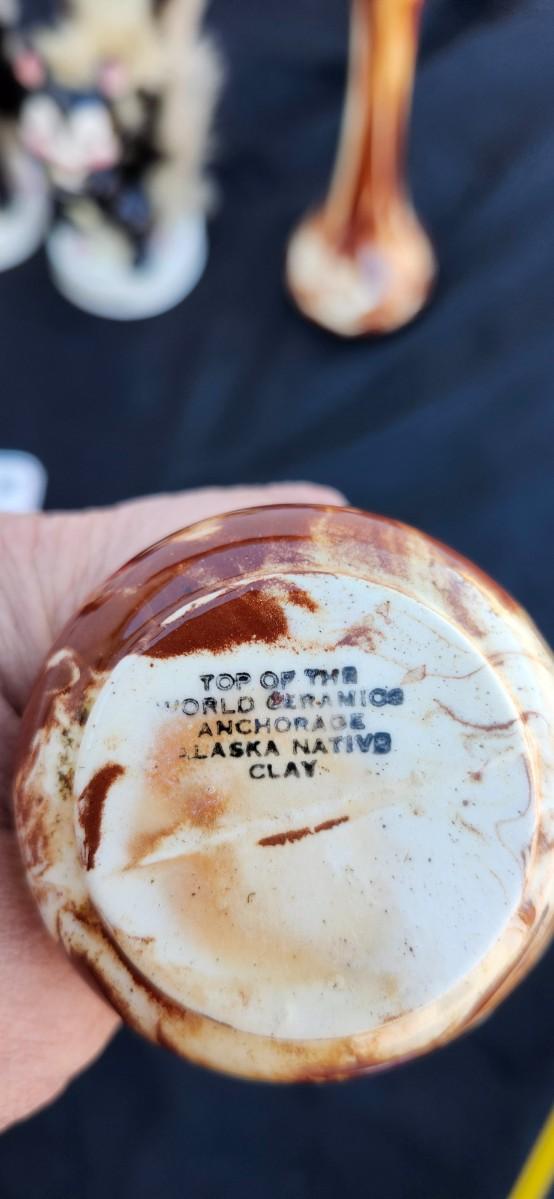 TOP OF THE
WORLD CERAMICS
ANCHORAGE
ALASKA NATIVE
CLAY